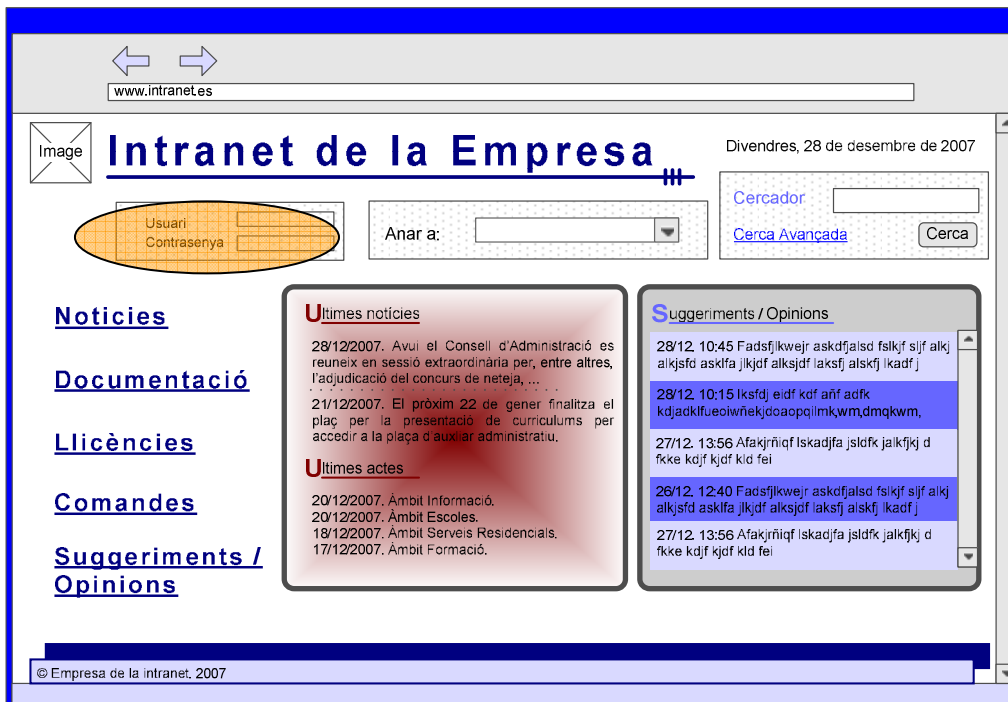 www.intranet.es
Image
Intranet de la Empresa
Divendres, 28 de desembre de 2007
Usuari
Contrasenya
Anar a:
Cercador
Cerca Avançada
Cerca
Noticies
Documentació
Llicències
Comandes
Suggeriments /
Opinions
Ultimes notícies
28/12/2007. Avui el Consell d'Administració es
reuneix en sessió extraordinària per, entre altres,
l'adjudicació del concurs de neteja, ...
21/12/2007. El pròxim 22 de gener finalitza el
plaç per la presentació de curriculums per
accedir a la plaça d'auxliar administratiu.
Ultimes actes
20/12/2007. Àmbit Informació.
20/12/2007. Àmbit Escoles.
18/12/2007. Àmbit Serveis Residencials.
17/12/2007. Àmbit Formació.
Suggeriments / Opinions
28/12. 10:45 Fadsfjlkwejr askdfjalsd fslkjf sljf alkj
alkjsfd asklfa jlkjdf alksjdf laksfj alskfj lkadf j
28/12. 10:15 lksfdj eidf kdf añf adfk
kdjadklfueoiwñekjdoaopqilmk,wm,dmqkwm,
27/12. 13:56 Afakjrñiqf lskadjfa jsldfk jalkfjkj d
fkke kdjf kjdf kld fei
26/12. 12:40 Fadsfjlkwejr askdfjalsd fslkjf sljf alkj
alkjsfd asklfa jlkjdf alksjdf laksfj alskfj lkadf j
27/12. 13:56 Afakjrñiqf lskadjfa jsldfk jalkfjkj d
fkke kdjf kjdf kld fei
© Empresa de la intranet. 2007